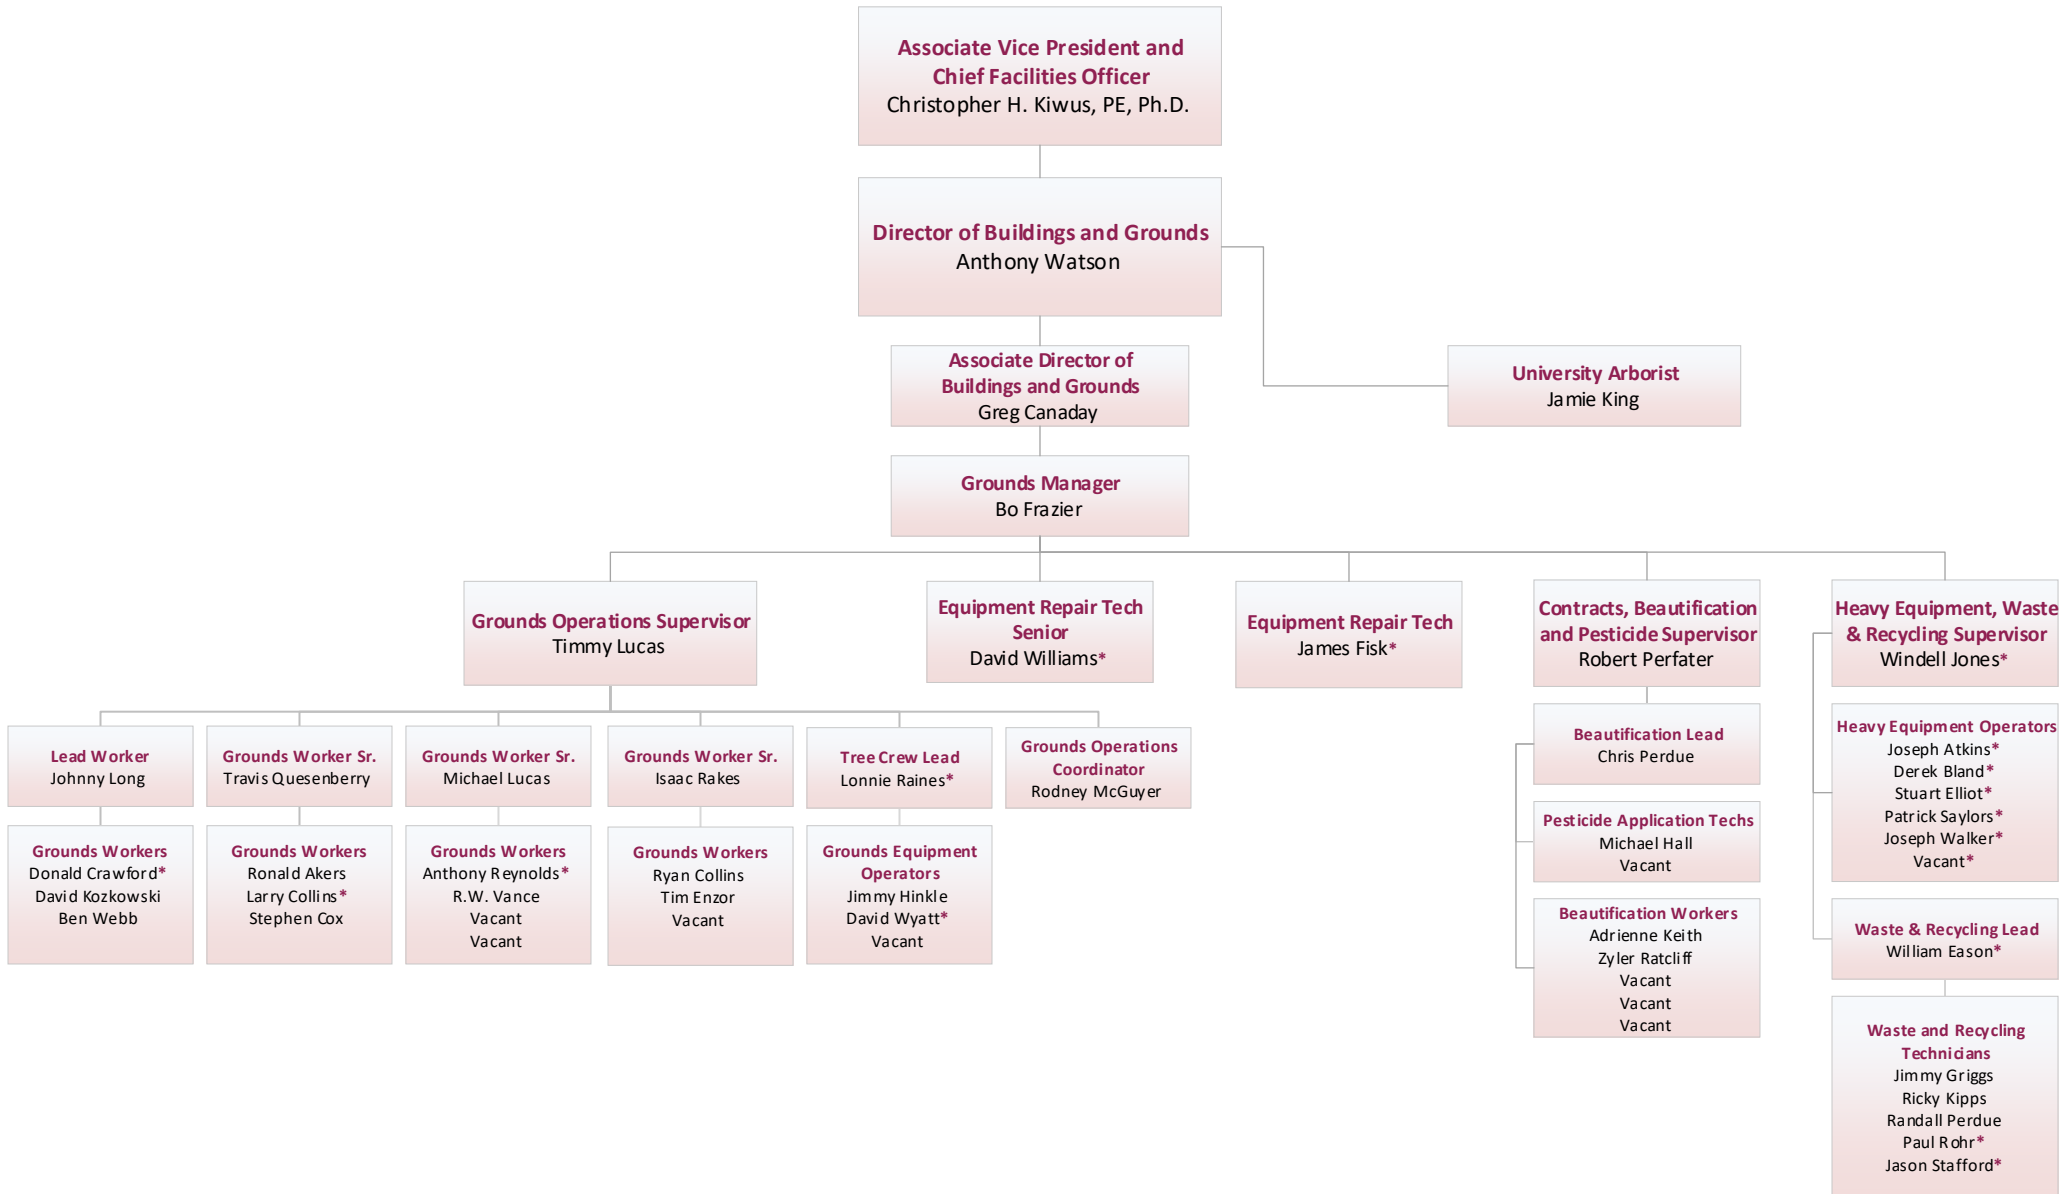 Associate Vice President and
Chief Facilities Officer
Christopher H. Kiwus, PE, Ph.D.
Director of Buildings and Grounds
Anthony Watson
Associate Director of
Buildings and Grounds
Greg Canaday
University Arborist
Jamie King
Grounds Manager
Bo Frazier
Grounds Operations Supervisor
Timmy Lucas
Equipment Repair Tech
Senior
David Williams*
Equipment Repair Tech
James Fisk*
Contracts, Beautification
and Pesticide Supervisor
Robert Perfater
Heavy Equipment, Waste
& Recycling Supervisor
Windell Jones*
Lead Worker
Johnny Long
Grounds Worker Sr.
Travis Quesenberry
Grounds Worker Sr.
Michael Lucas
Grounds Worker Sr.
Isaac Rakes
Tree Crew Lead
Lonnie Raines*
Grounds Operations
Coordinator
Rodney McGuyer
Grounds Workers
Donald Crawford*
David Kozkowski
Ben Webb
Grounds Workers
Ronald Akers
Larry Collins*
Stephen Cox
Grounds Workers
Anthony Reynolds*
R.W. Vance
Vacant
Vacant
Grounds Workers
Ryan Collins
Tim Enzor
Vacant
Grounds Equipment
Operators
Jimmy Hinkle
David Wyatt*
Vacant
Beautification Lead
Chris Perdue
Pesticide Application Techs
Michael Hall
Vacant
Beautification Workers
Adrienne Keith
Zyler Ratcliff
Vacant
Vacant
Vacant
Heavy Equipment Operators
Joseph Atkins*
Derek Bland*
Stuart Elliot*
Patrick Saylors*
Joseph Walker*
Vacant*
Waste & Recycling Lead
William Eason*
Waste and Recycling
Technicians
Jimmy Griggs
Ricky Kipps
Randall Perdue
Paul Rohr*
Jason Stafford*